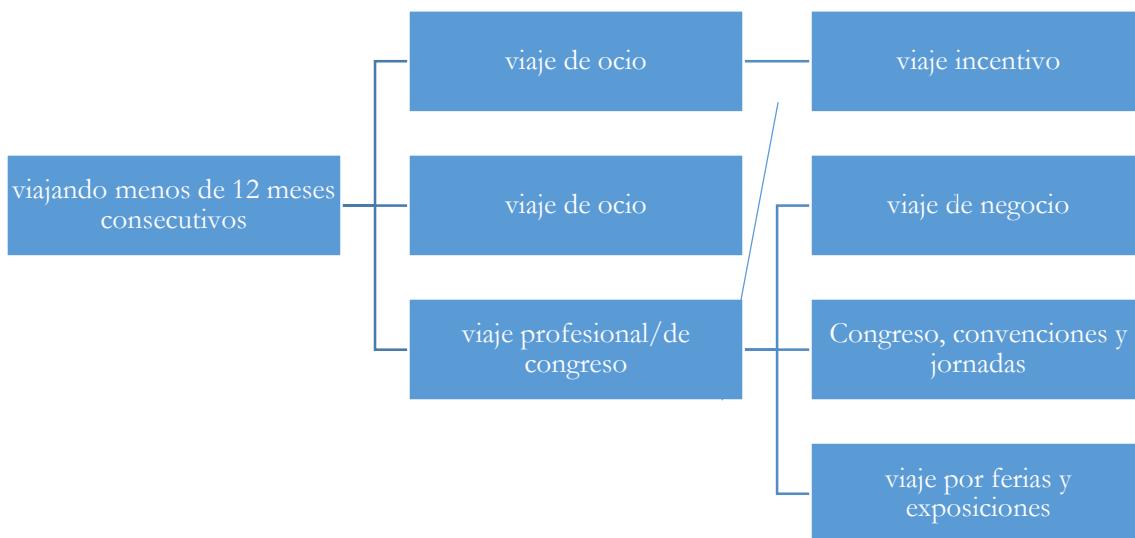 viaje de ocio
viaje incentivo
viajando menos de 12 meses
consecutivos
viaje de ocio
viaje de negocio
viaje profesional/de
congreso
Congreso, convenciones y
jornadas
viaje por ferias y
exposiciones